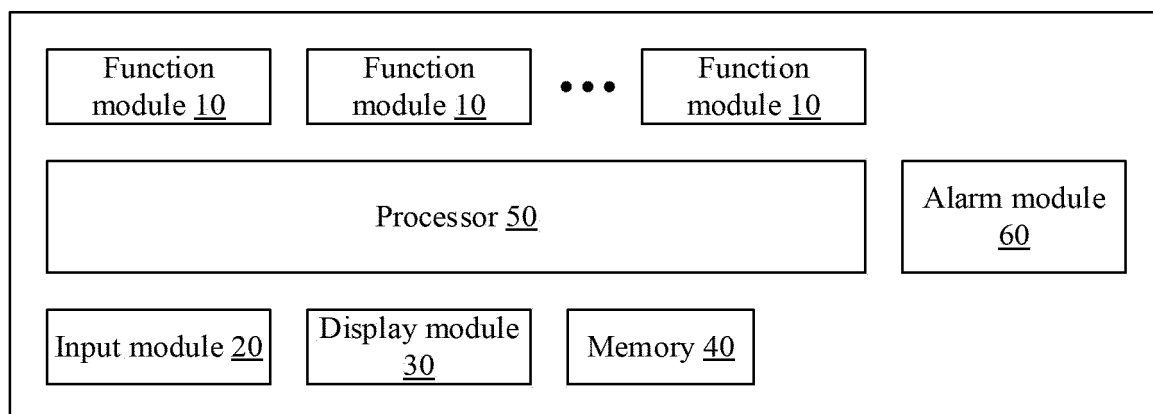 Function
module 10
Function
module 10
Function
module 10
Processor 50
Alarm module
60
Input module 20
Display module
30
Memory 40